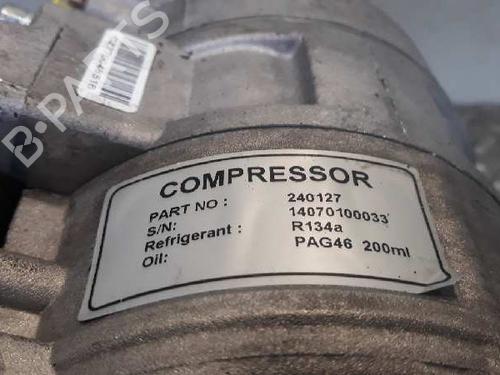 B-PARTS
COMPRESSOR
PART NO : 240127
S/N: 14070100033
Refrigerant : R134a
Oil: PAG46 200ml